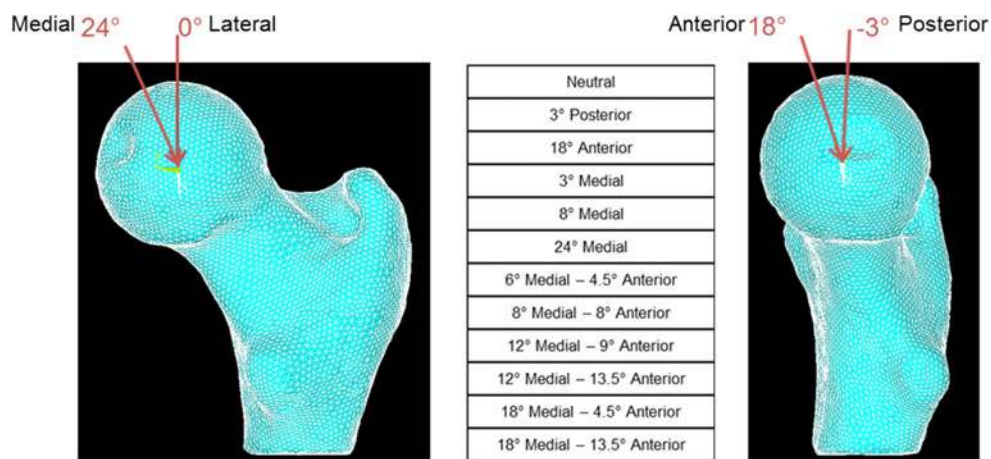 Medial 24° 0° Lateral
Anterior 18° -3° Posterior
Neutral
3° Posterior
18° Anterior
3° Medial
8° Medial
24° Medial
6° Medial – 4.5° Anterior
8° Medial – 8° Anterior
12° Medial – 9° Anterior
12° Medial – 13.5° Anterior
18° Medial – 4.5° Anterior
18° Medial – 13.5° Anterior